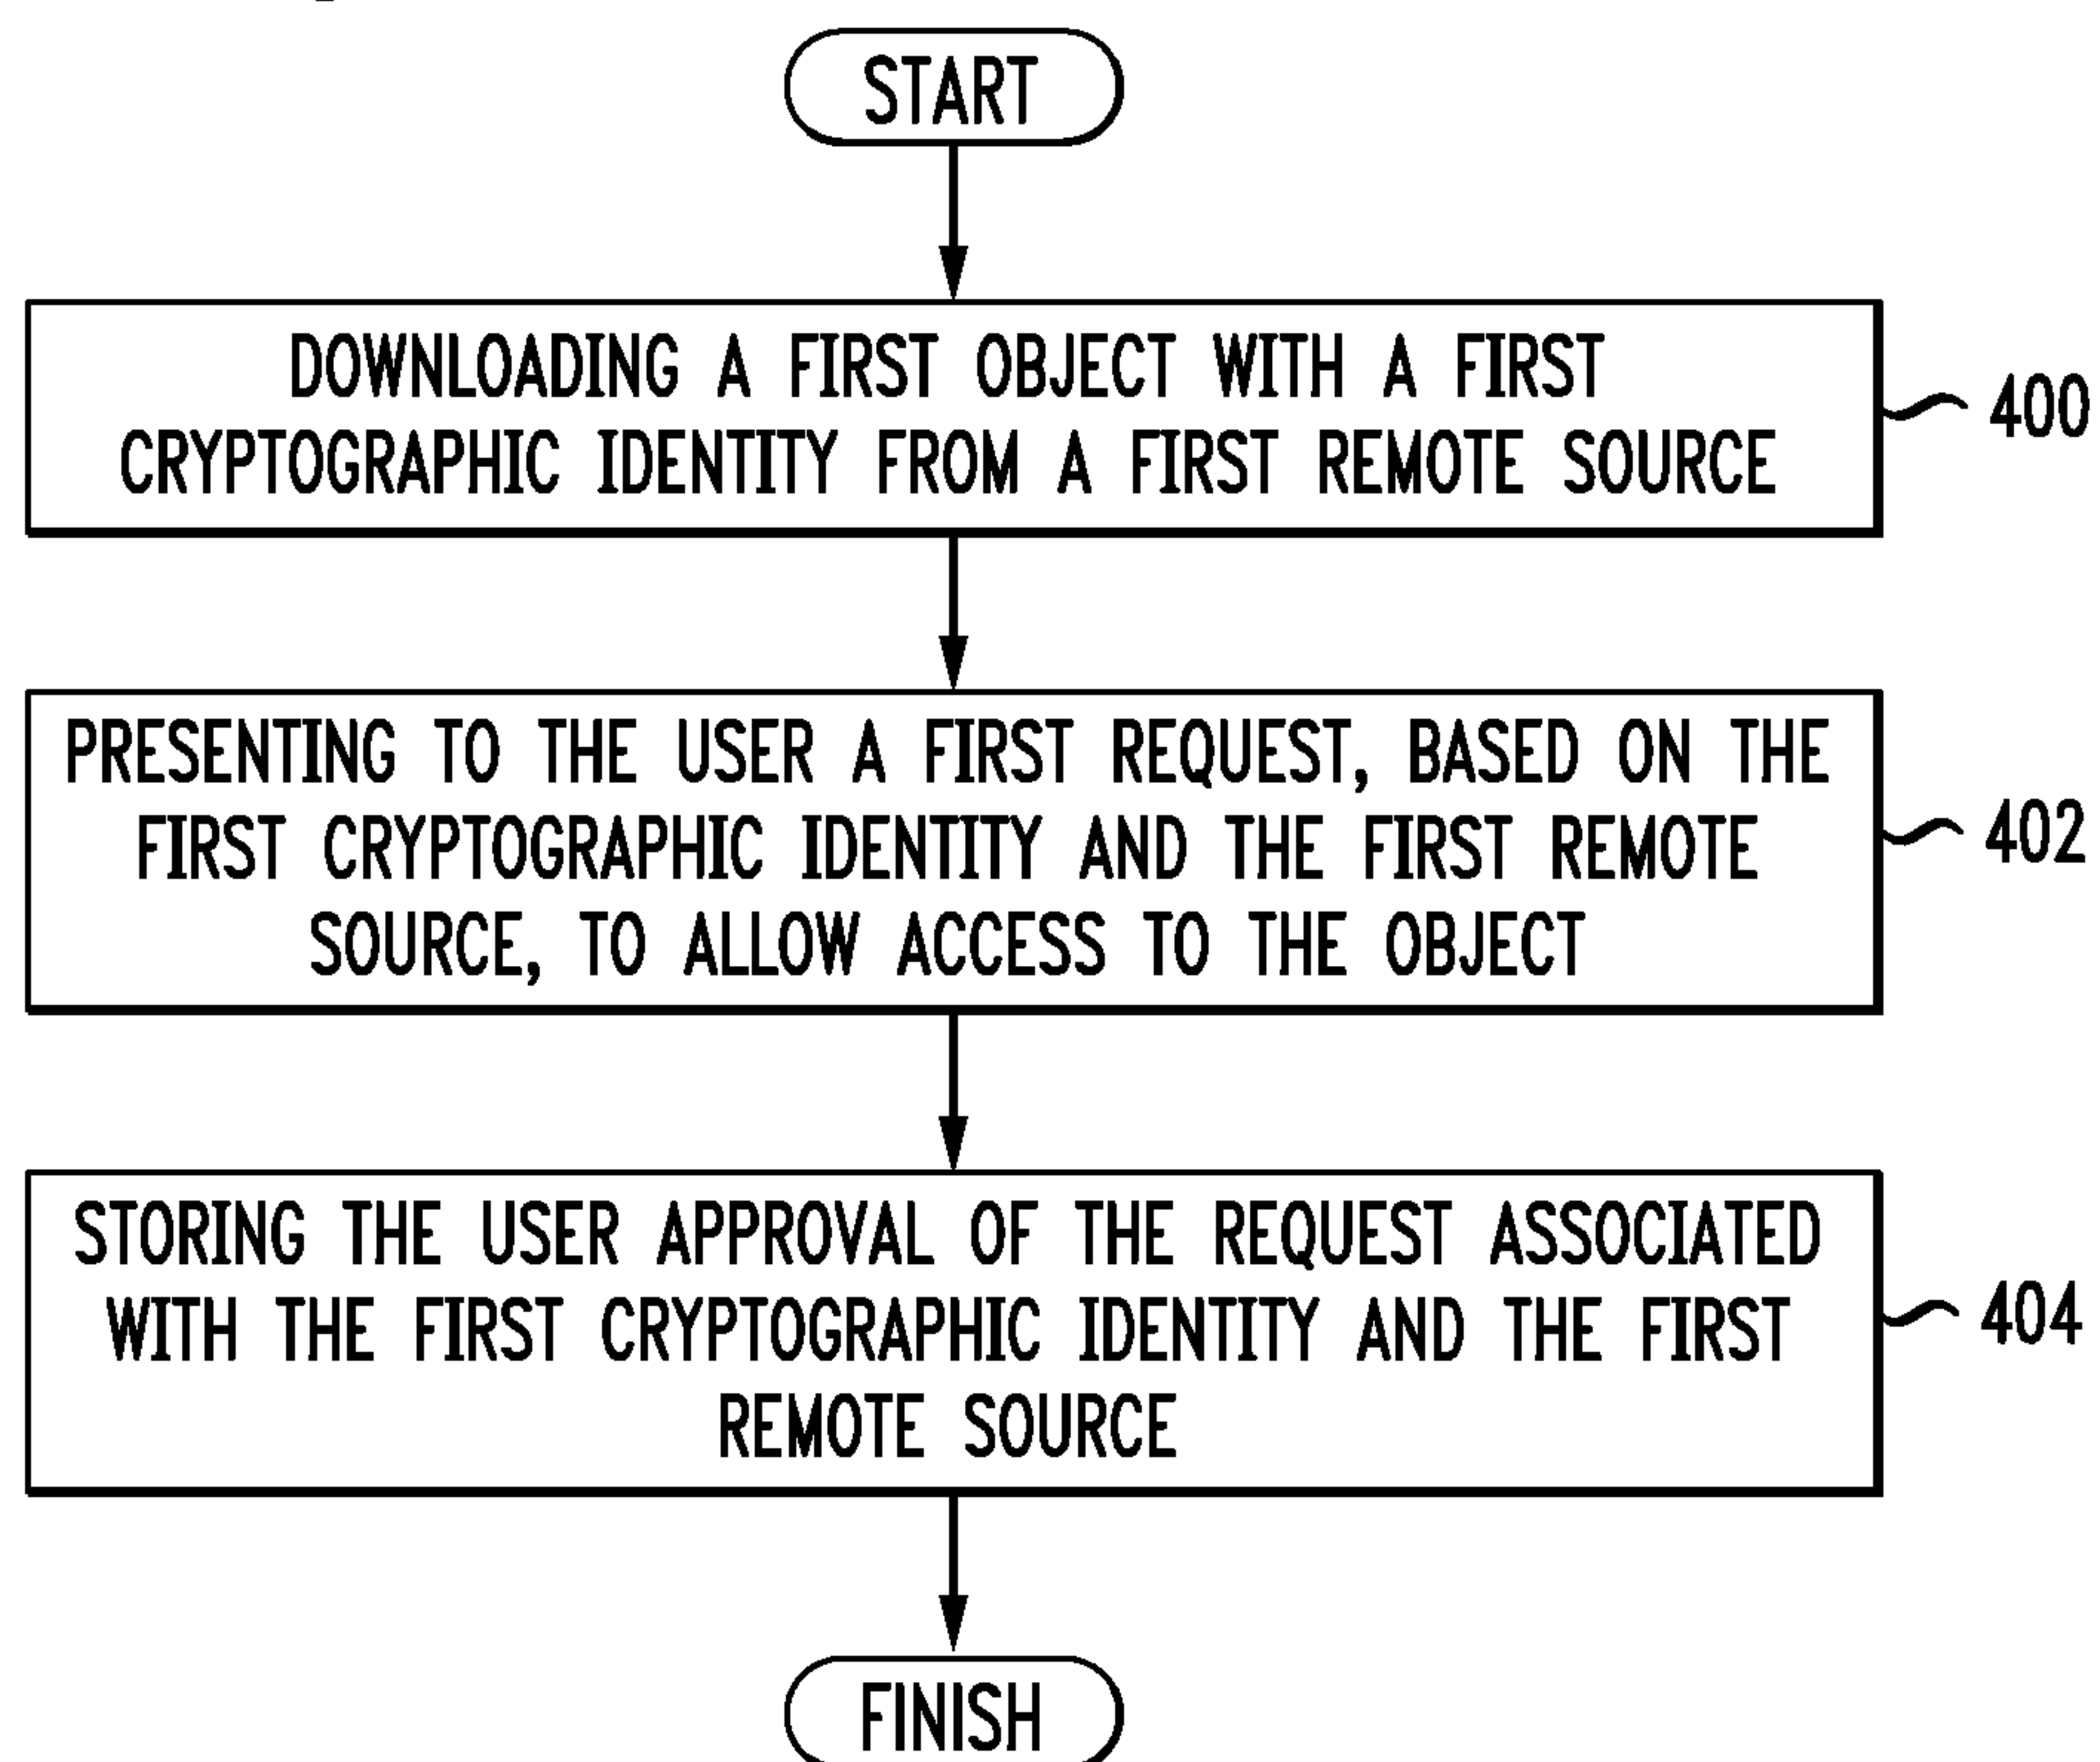 START
DOWNLOADING A FIRST OBJECT WITH A FIRST
CRYPTOGRAPHIC IDENTITY FROM A FIRST REMOTE SOURCE
400
PRESENTING TO THE USER A FIRST REQUEST, BASED ON THE
FIRST CRYPTOGRAPHIC IDENTITY AND THE FIRST REMOTE
SOURCE, TO ALLOW ACCESS TO THE OBJECT
402
STORING THE USER APPROVAL OF THE REQUEST ASSOCIATED
WITH THE FIRST CRYPTOGRAPHIC IDENTITY AND THE FIRST
REMOTE SOURCE
404
FINISH